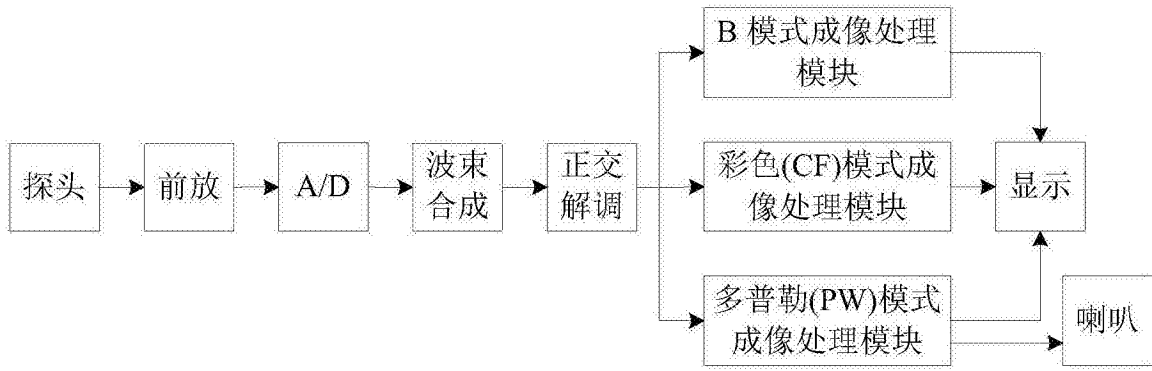 B 模式成像处理
模块
探头
前放
A/D
波束
合成
正交
解调
彩色(CF)模式成
像处理模块
显示
多普勒(PW)模式
成像处理模块
喇叭